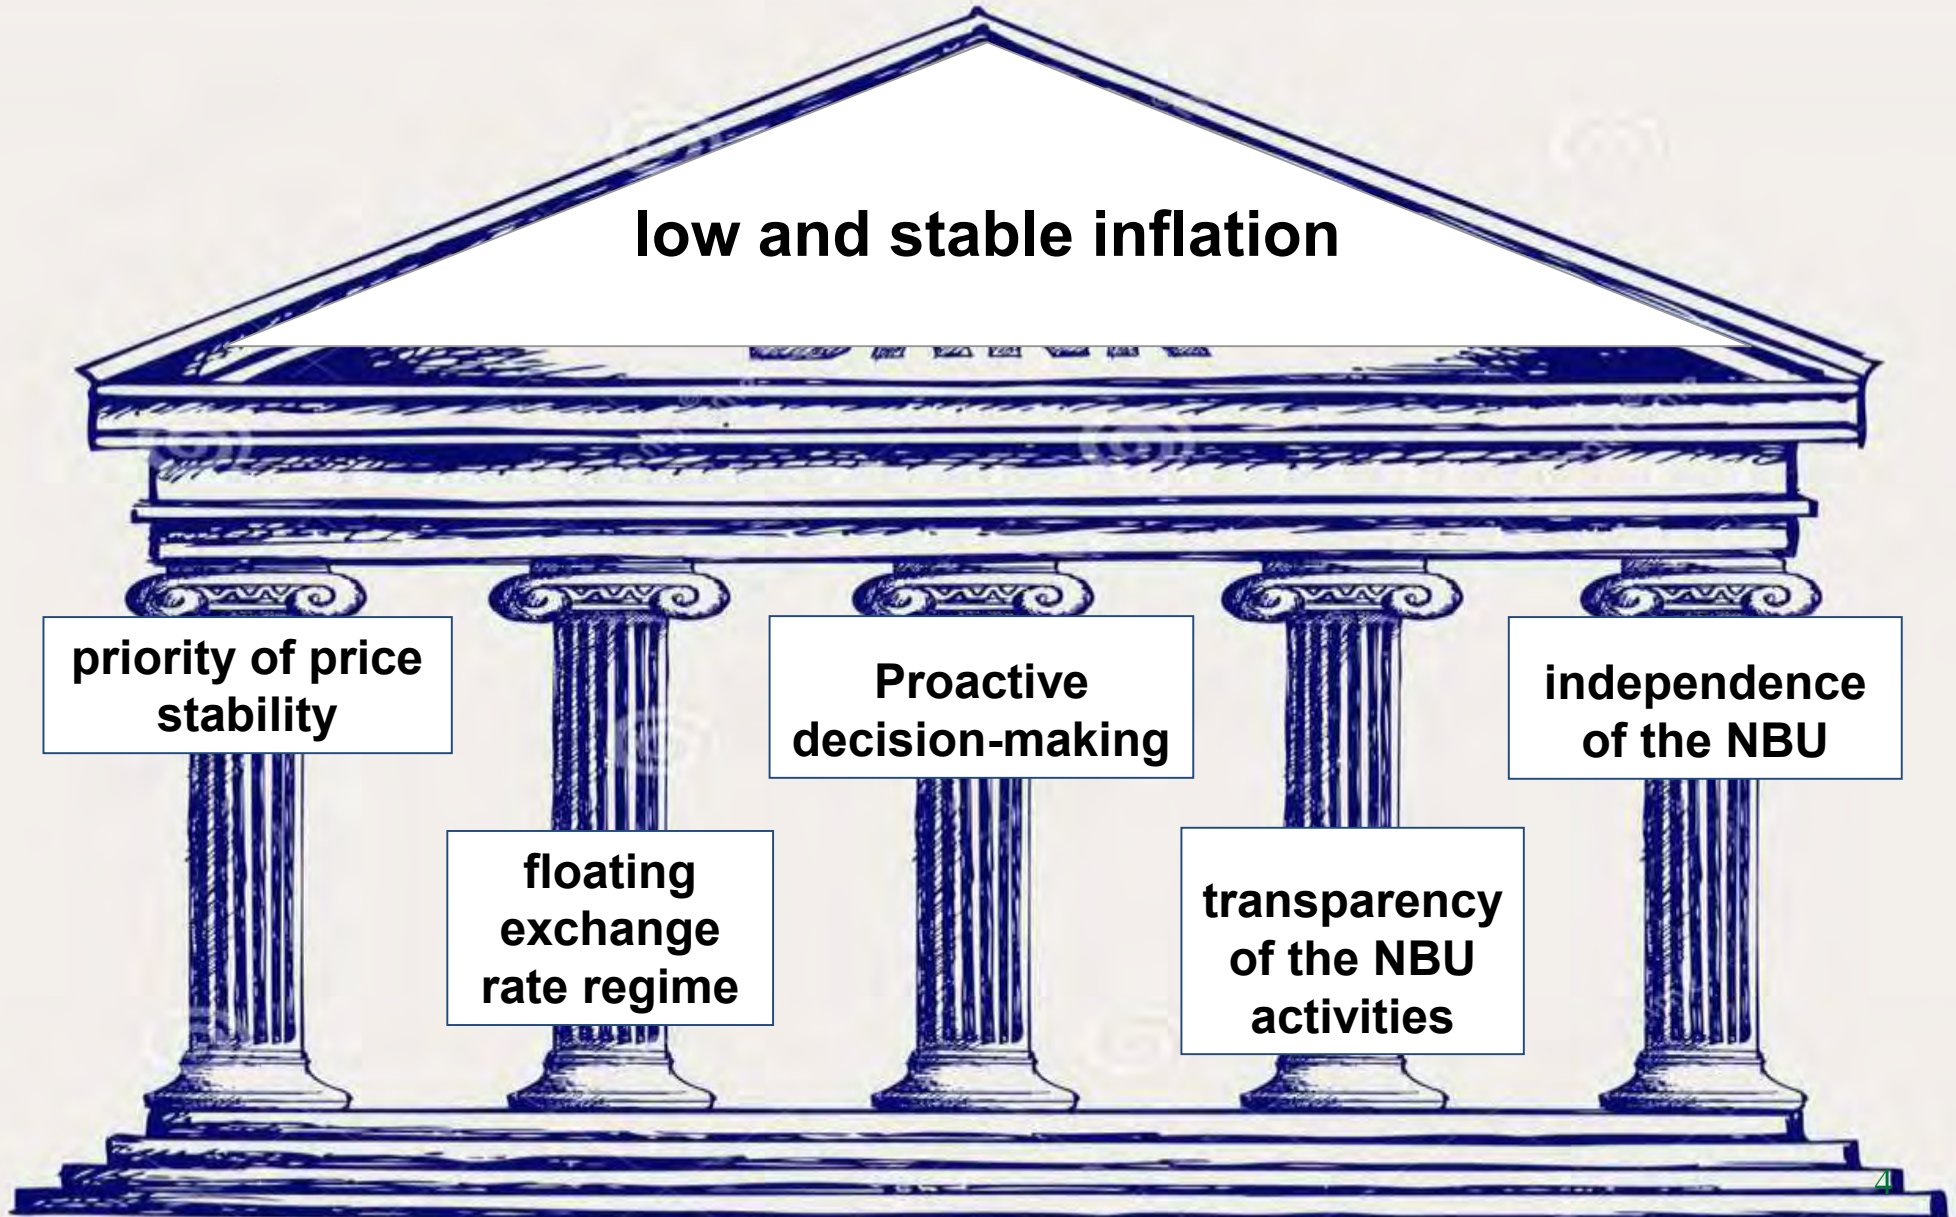 low and stable inflation
priority of price
stability
floating
exchange
rate regime
Proactive
decision-making
transparency
of the NBU
activities
independence
of the NBU
4